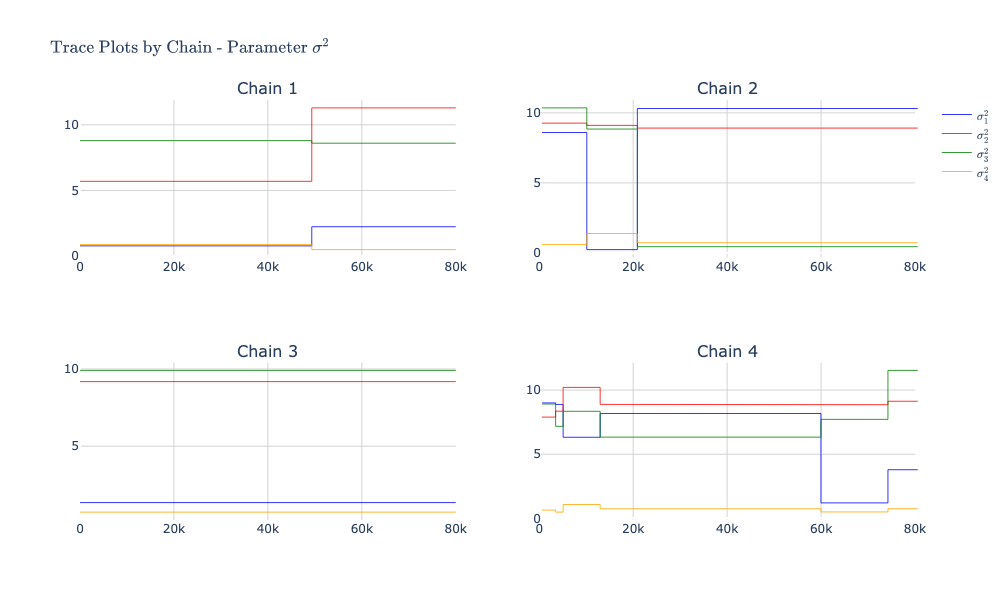 Trace Plots by Chain - Parameter σ²
Chain 1
10
5
0
0 20k 40k 60k 80k
Chain 2
10
5
0
0 20k 40k 60k 80k
σ₁²
σ₂²
σ₃²
σ₄²
Chain 3
10
5
0 20k 40k 60k 80k
Chain 4
10
5
0
0 20k 40k 60k 80k